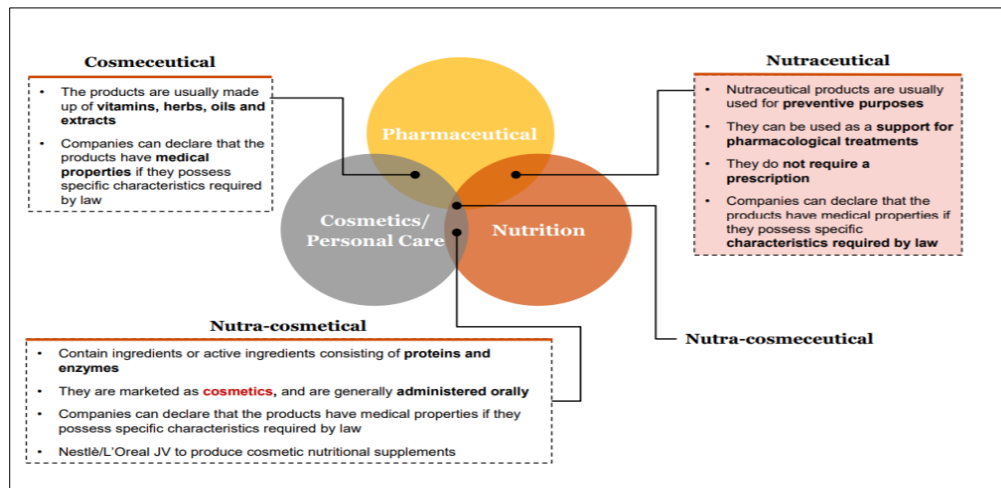 Cosmeceutical
• The products are usually made
up of vitamins, herbs, oils and
extracts
• Companies can declare that the
products have medical
properties if they possess
specific characteristics required
by law
Pharmaceutical
Cosmetics/
Personal Care
Nutrition
Nutraceutical
• Nutraceutical products are usually
used for preventive purposes
• They can be used as a support for
pharmacological treatments
• They do not require a
prescription
• Companies can declare that the
products have medical properties if
they possess specific
characteristics required by law
Nutra-cosmetical
• Contain ingredients or active ingredients consisting of proteins and
enzymes
• They are marketed as cosmetics, and are generally administered orally
• Companies can declare that the products have medical properties if they
possess specific characteristics required by law
• Nestlè/L'Oreal JV to produce cosmetic nutritional supplements
Nutra-cosmeceutical